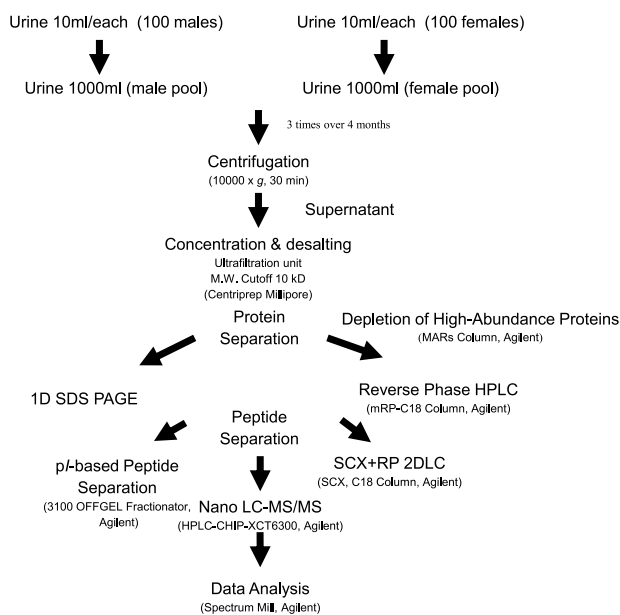 Urine 10ml/each (100 males)
Urine 10ml/each (100 females)
Urine 1000ml (male pool)
Urine 1000ml (female pool)
3 times over 4 months
Centrifugation
(10000 x g, 30 min)
Supernatant
Concentration & desalting
Ultrafiltration unit
M.W. Cutoff 10 kD
(Centriprep Millipore)
Protein
Separation
Depletion of High-Abundance Proteins
(MARs Column, Agilent)
1D SDS PAGE
Reverse Phase HPLC
(mRP-C18 Column, Agilent)
Peptide
Separation
pI-based Peptide
Separation
(3100 OFFGEL Fractionator,
Agilent)
SCX+RP 2DLC
(SCX, C18 Column, Agilent)
Nano LC-MS/MS
(HPLC-CHIP-XCT6300, Agilent)
Data Analysis
(Spectrum Mill, Agilent)